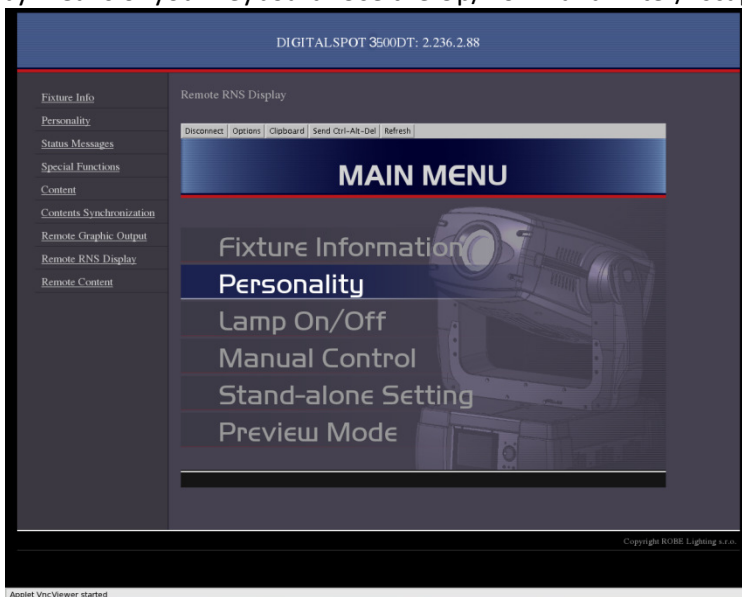 DIGITALSPOT 3500DT: 2.236.2.88
Fixture Info
Personality
Status Messages
Special Functions
Content
Contents Synchronization
Remote Graphic Output
Remote RNS Display
Remote Content
Remote RNS Display
Disconnect Options Clipboard Send Ctrl-Alt-Del Refresh
MAIN MENU
Fixture Information
Personality
Lamp On/Off
Manual Control
Stand-alone Setting
Preview Mode
Copyright ROBE Lighting s.r.o.
Applet VncViewer started